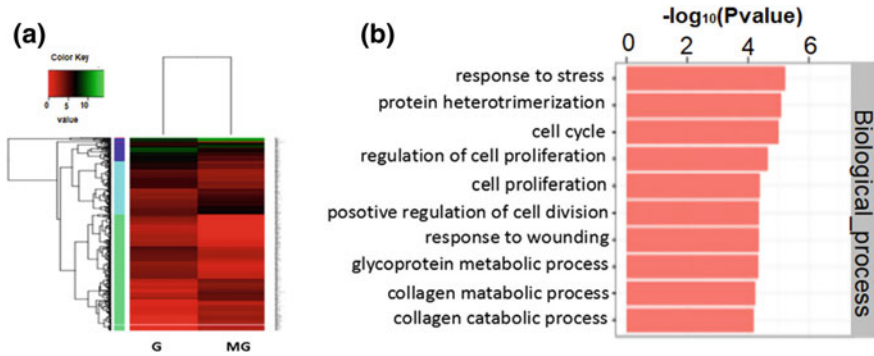 (a)
Color Key
0 5 10
value
G MG
(b)
-log10(Pvalue)
0 2 4 6
response to stress
protein heterotrimerization
cell cycle
regulation of cell proliferation
cell proliferation
posotive regulation of cell division
response to wounding
glycoprotein metabolic process
collagen matabolic process
collagen catabolic process
Biological_process